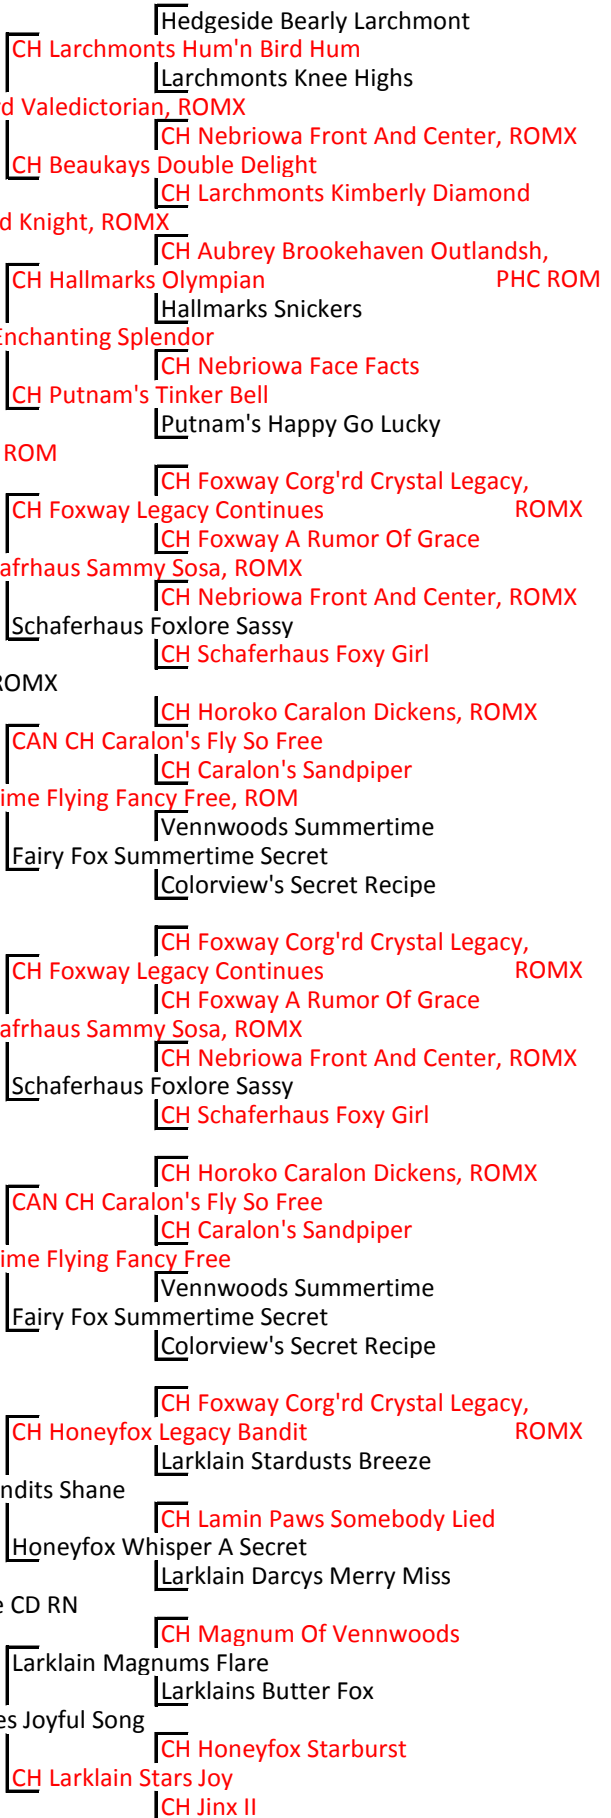 Hedgeside Bearly Larchmont
CH Larchmonts Hum'n Bird Hum
Larchmonts Knee Highs
d Valedictorian, ROMX
CH Nebriowa Front And Center, ROMX
CH Beaukays Double Delight
CH Larchmonts Kimberly Diamond
d Knight, ROMX
CH Aubrey Brookehaven Outlandsh,
CH Hallmarks Olympian PHC ROM
Hallmarks Snickers
Enchanting Splendor
CH Nebriowa Face Facts
CH Putnam's Tinker Bell
Putnam's Happy Go Lucky
ROM
CH Foxway Corg'rd Crystal Legacy,
CH Foxway Legacy Continues ROMX
CH Foxway A Rumor Of Grace
afrhaus Sammy Sosa, ROMX
CH Nebriowa Front And Center, ROMX
Schaferhaus Foxlore Sassy
CH Schaferhaus Foxy Girl
ROMX
CH Horoko Caralon Dickens, ROMX
CAN CH Caralon's Fly So Free
CH Caralon's Sandpiper
ime Flying Fancy Free, ROM
Vennwoods Summertime
Fairy Fox Summertime Secret
Colorview's Secret Recipe
CH Foxway Corg'rd Crystal Legacy,
CH Foxway Legacy Continues ROMX
CH Foxway A Rumor Of Grace
afrhaus Sammy Sosa, ROMX
CH Nebriowa Front And Center, ROMX
Schaferhaus Foxlore Sassy
CH Schaferhaus Foxy Girl
CH Horoko Caralon Dickens, ROMX
CAN CH Caralon's Fly So Free
CH Caralon's Sandpiper
ime Flying Fancy Free
Vennwoods Summertime
Fairy Fox Summertime Secret
Colorview's Secret Recipe
CH Foxway Corg'rd Crystal Legacy,
CH Honeyfox Legacy Bandit ROMX
Larklain Stardusts Breeze
ndits Shane
CH Lamin Paws Somebody Lied
Honeyfox Whisper A Secret
Larklain Darcys Merry Miss
e CD RN
CH Magnum Of Vennwoods
Larklain Magnums Flare
Larklains Butter Fox
es Joyful Song
CH Honeyfox Starburst
CH Larklain Stars Joy
CH Jinx II